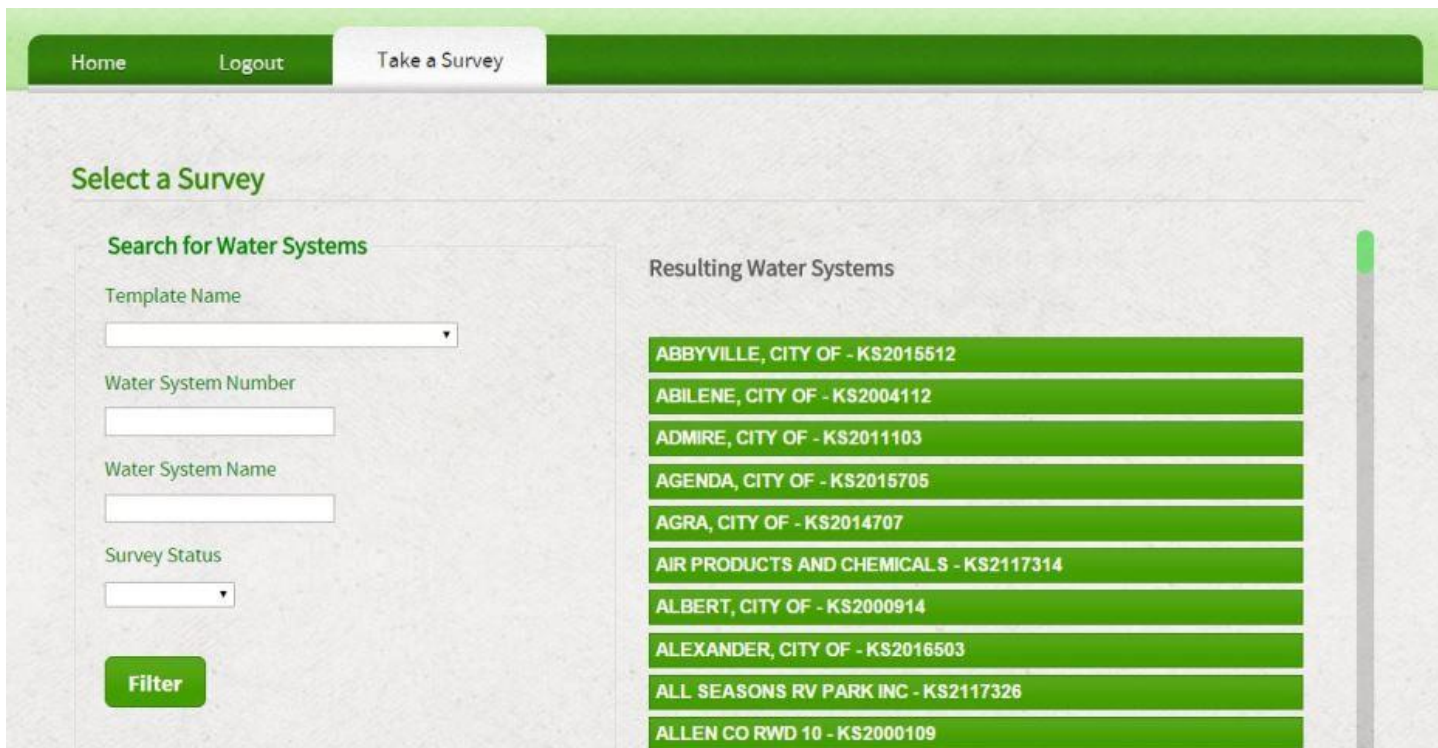 Home Logout Take a Survey
Select a Survey
Search for Water Systems
Template Name
Water System Number
Water System Name
Survey Status
Filter
Resulting Water Systems
ABBYVILLE, CITY OF - KS2015512
ABILENE, CITY OF - KS2004112
ADMIRE, CITY OF - KS2011103
AGENDA, CITY OF - KS2015705
AGRA, CITY OF - KS2014707
AIR PRODUCTS AND CHEMICALS - KS2117314
ALBERT, CITY OF - KS2000914
ALEXANDER, CITY OF - KS2016503
ALL SEASONS RV PARK INC - KS2117326
ALLEN CO RWD 10 - KS2000109